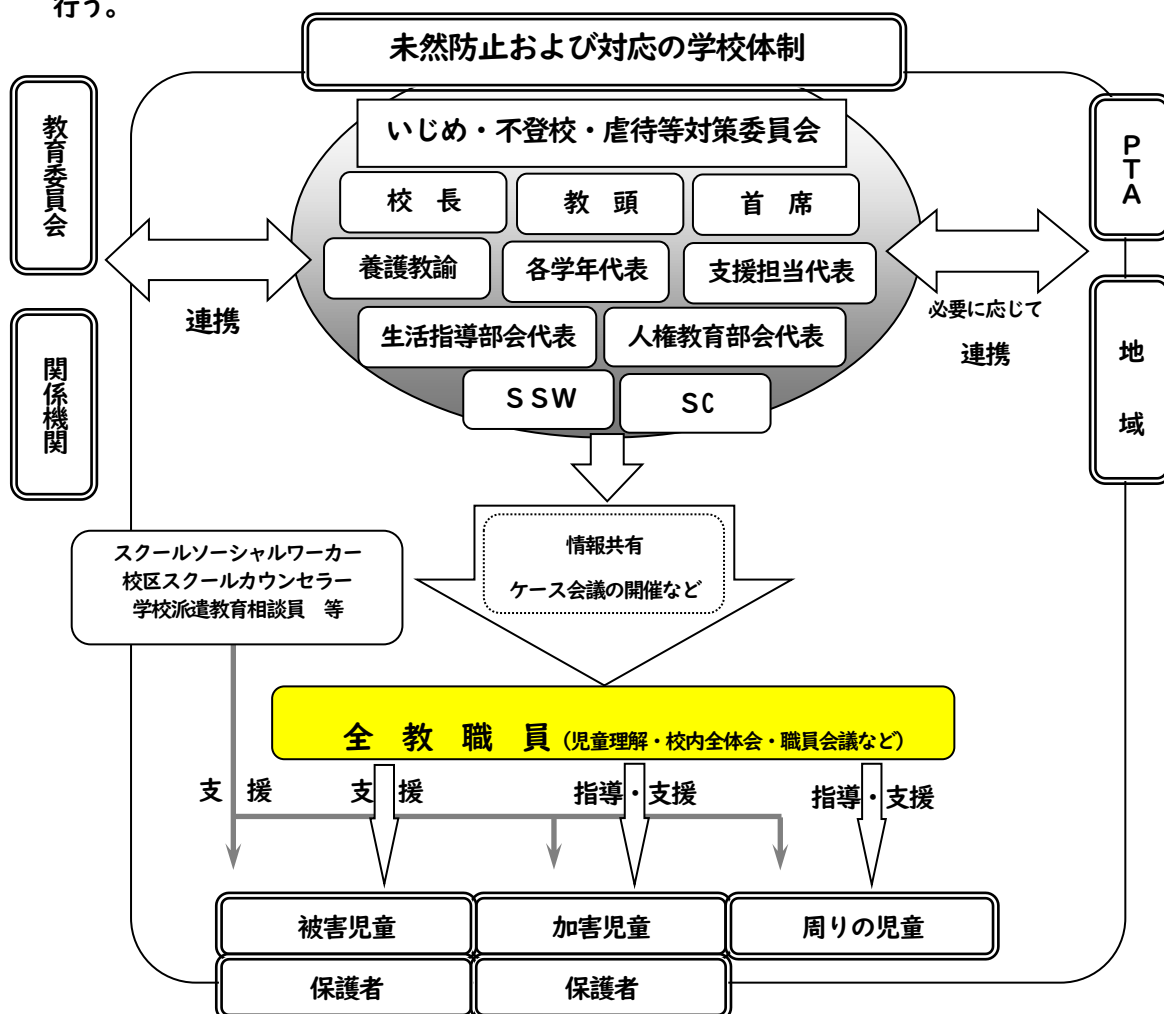 行う。
未然防止および対応の学校体制
いじめ・不登校・虐待等対策委員会
校　長
教　頭
首　席
養護教諭
各学年代表
支援担当代表
生活指導部会代表
人権教育部会代表
ＳＳＷ
ＳＣ
教育委員会
関係機関
連携
ＰＴＡ
地　域
必要に応じて
連携
情報共有
ケース会議の開催など
スクールソーシャルワーカー
校区スクールカウンセラー
学校派遣教育相談員　等
全　教　職　員（児童理解・校内全体会・職員会議など）
支　援
支　援
指導・支援
指導・支援
被害児童
加害児童
周りの児童
保護者
保護者